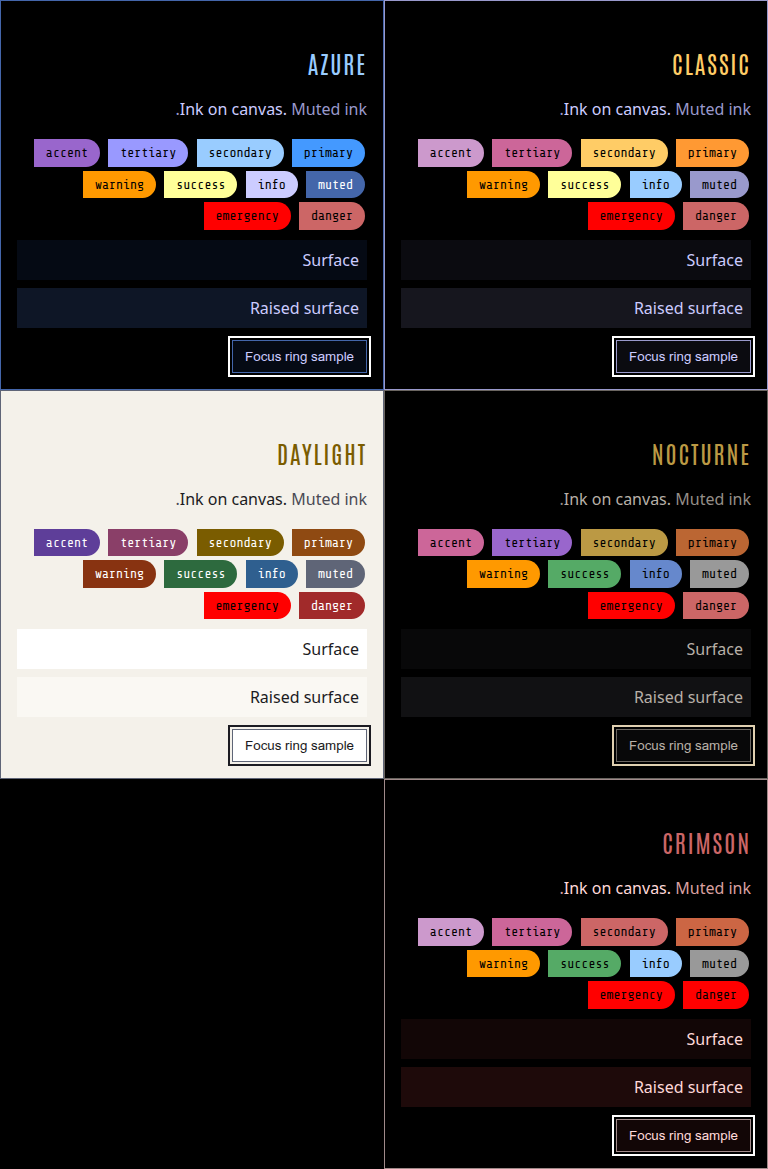 AZURE
.Ink on canvas. Muted ink
accent tertiary secondary primary
warning success info muted
emergency danger
Surface
Raised surface
Focus ring sample
CLASSIC
.Ink on canvas. Muted ink
accent tertiary secondary primary
warning success info muted
emergency danger
Surface
Raised surface
Focus ring sample
DAYLIGHT
.Ink on canvas. Muted ink
accent tertiary secondary primary
warning success info muted
emergency danger
Surface
Raised surface
Focus ring sample
NOCTURNE
.Ink on canvas. Muted ink
accent tertiary secondary primary
warning success info muted
emergency danger
Surface
Raised surface
Focus ring sample
CRIMSON
.Ink on canvas. Muted ink
accent tertiary secondary primary
warning success info muted
emergency danger
Surface
Raised surface
Focus ring sample